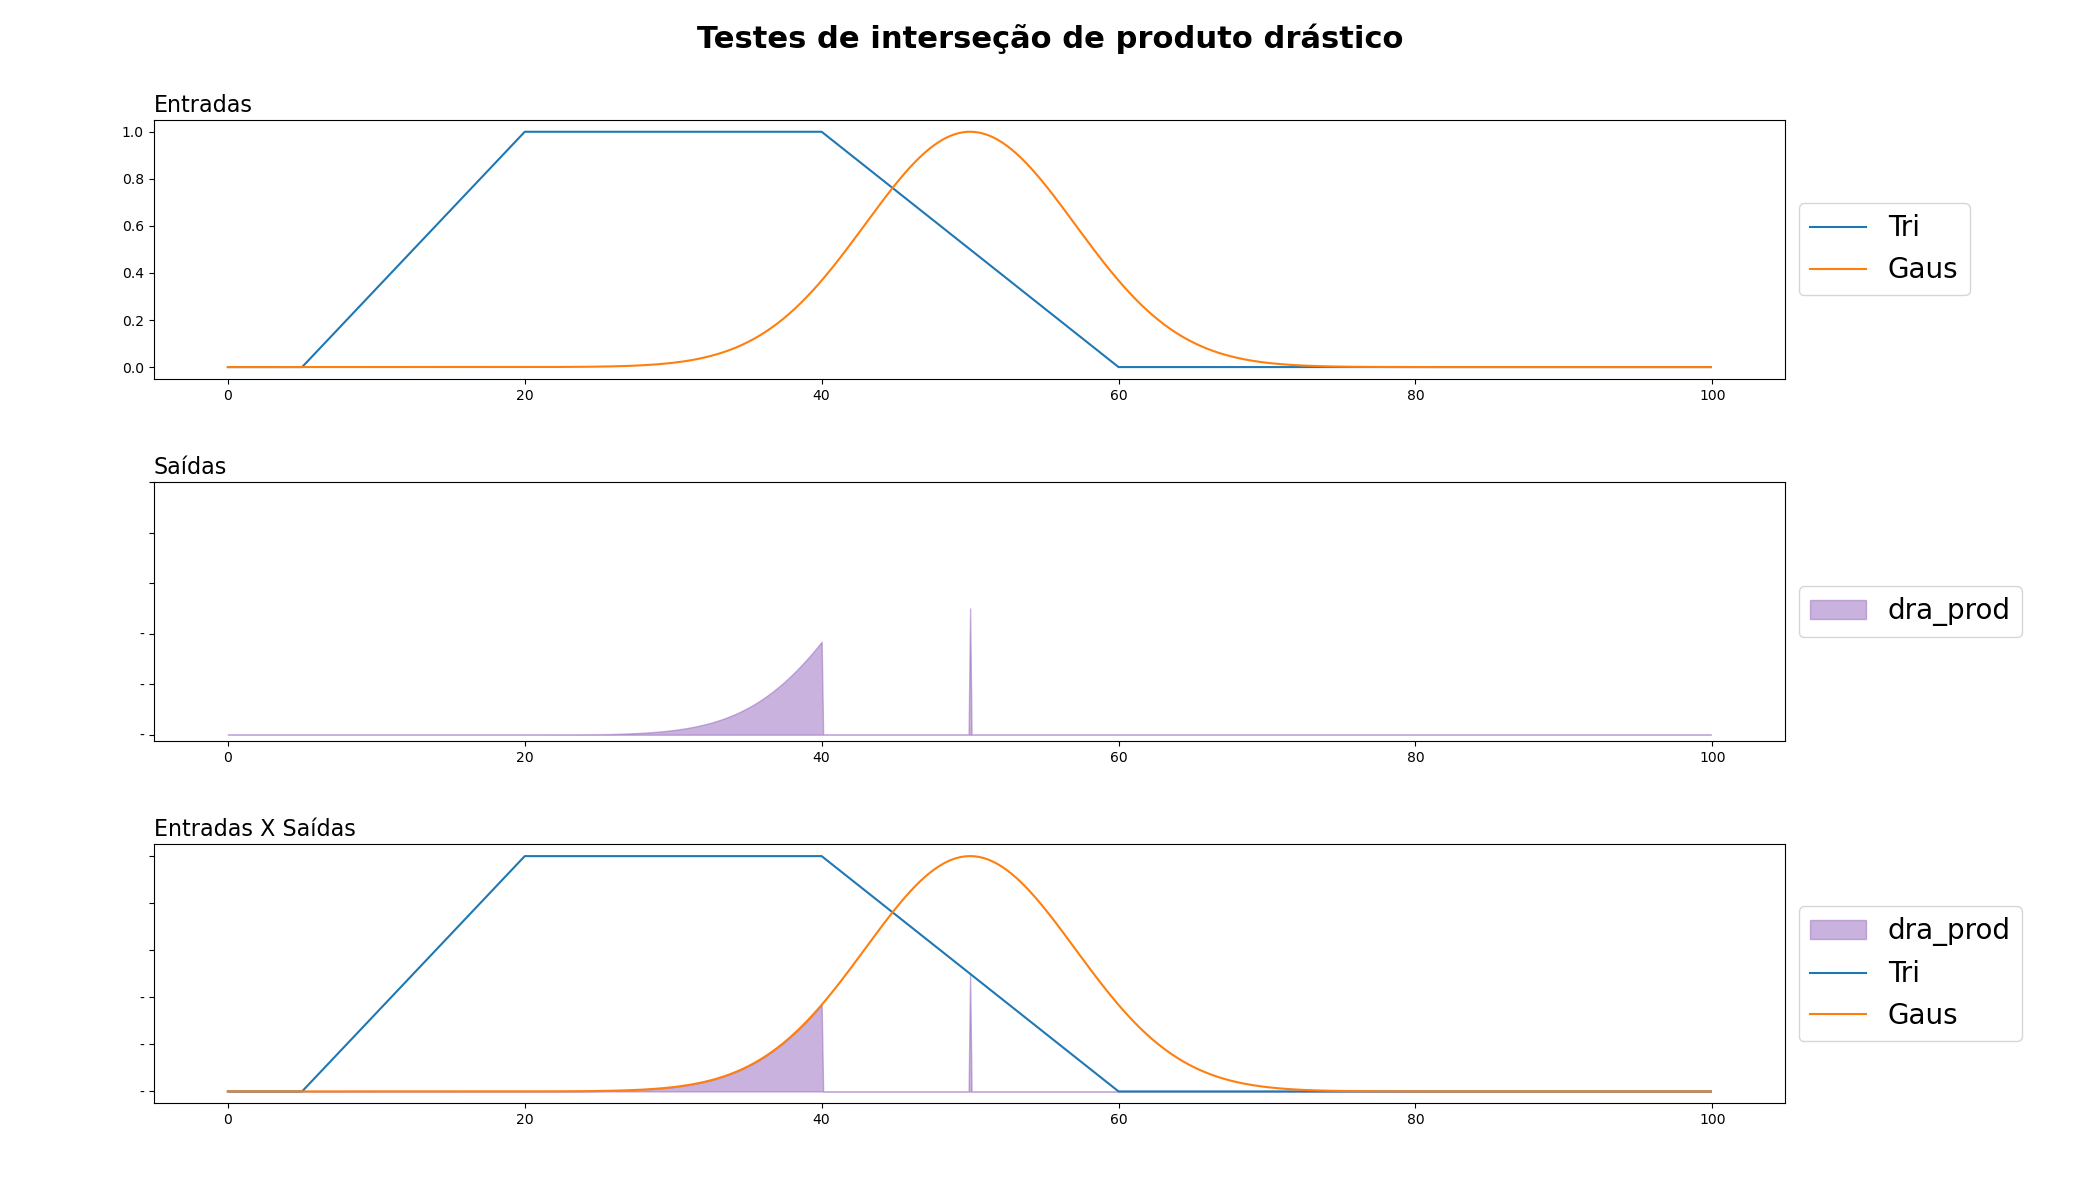 Testes de interseção de produto drástico
Entradas
1.0
0.8
0.6
0.4
0.2
0.0
0 20 40 60 80 100
Tri
Gaus
Saídas
-
-
-
0 20 40 60 80 100
dra_prod
Entradas X Saídas
-
-
-
0 20 40 60 80 100
dra_prod
Tri
Gaus